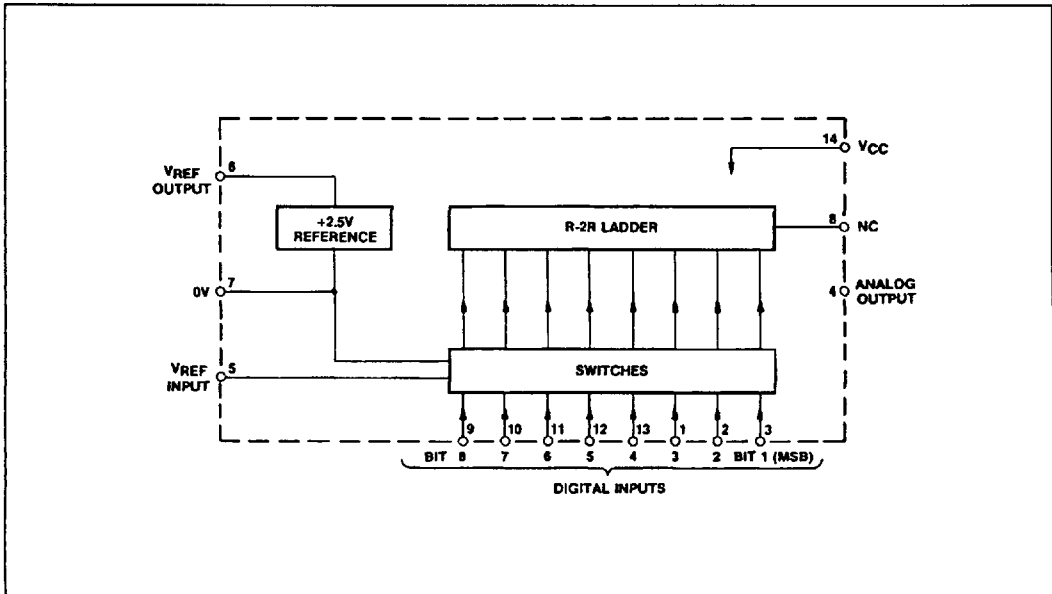 14 VCC
VREF 6
OUTPUT
+2.5V
REFERENCE
R-2R LADDER
8 NC
0V 7
4 ANALOG
OUTPUT
VREF 5
INPUT
SWITCHES
9 10 11 12 13 1 2 3
BIT 8 7 6 5 4 3 2 BIT 1 (MSB)
DIGITAL INPUTS